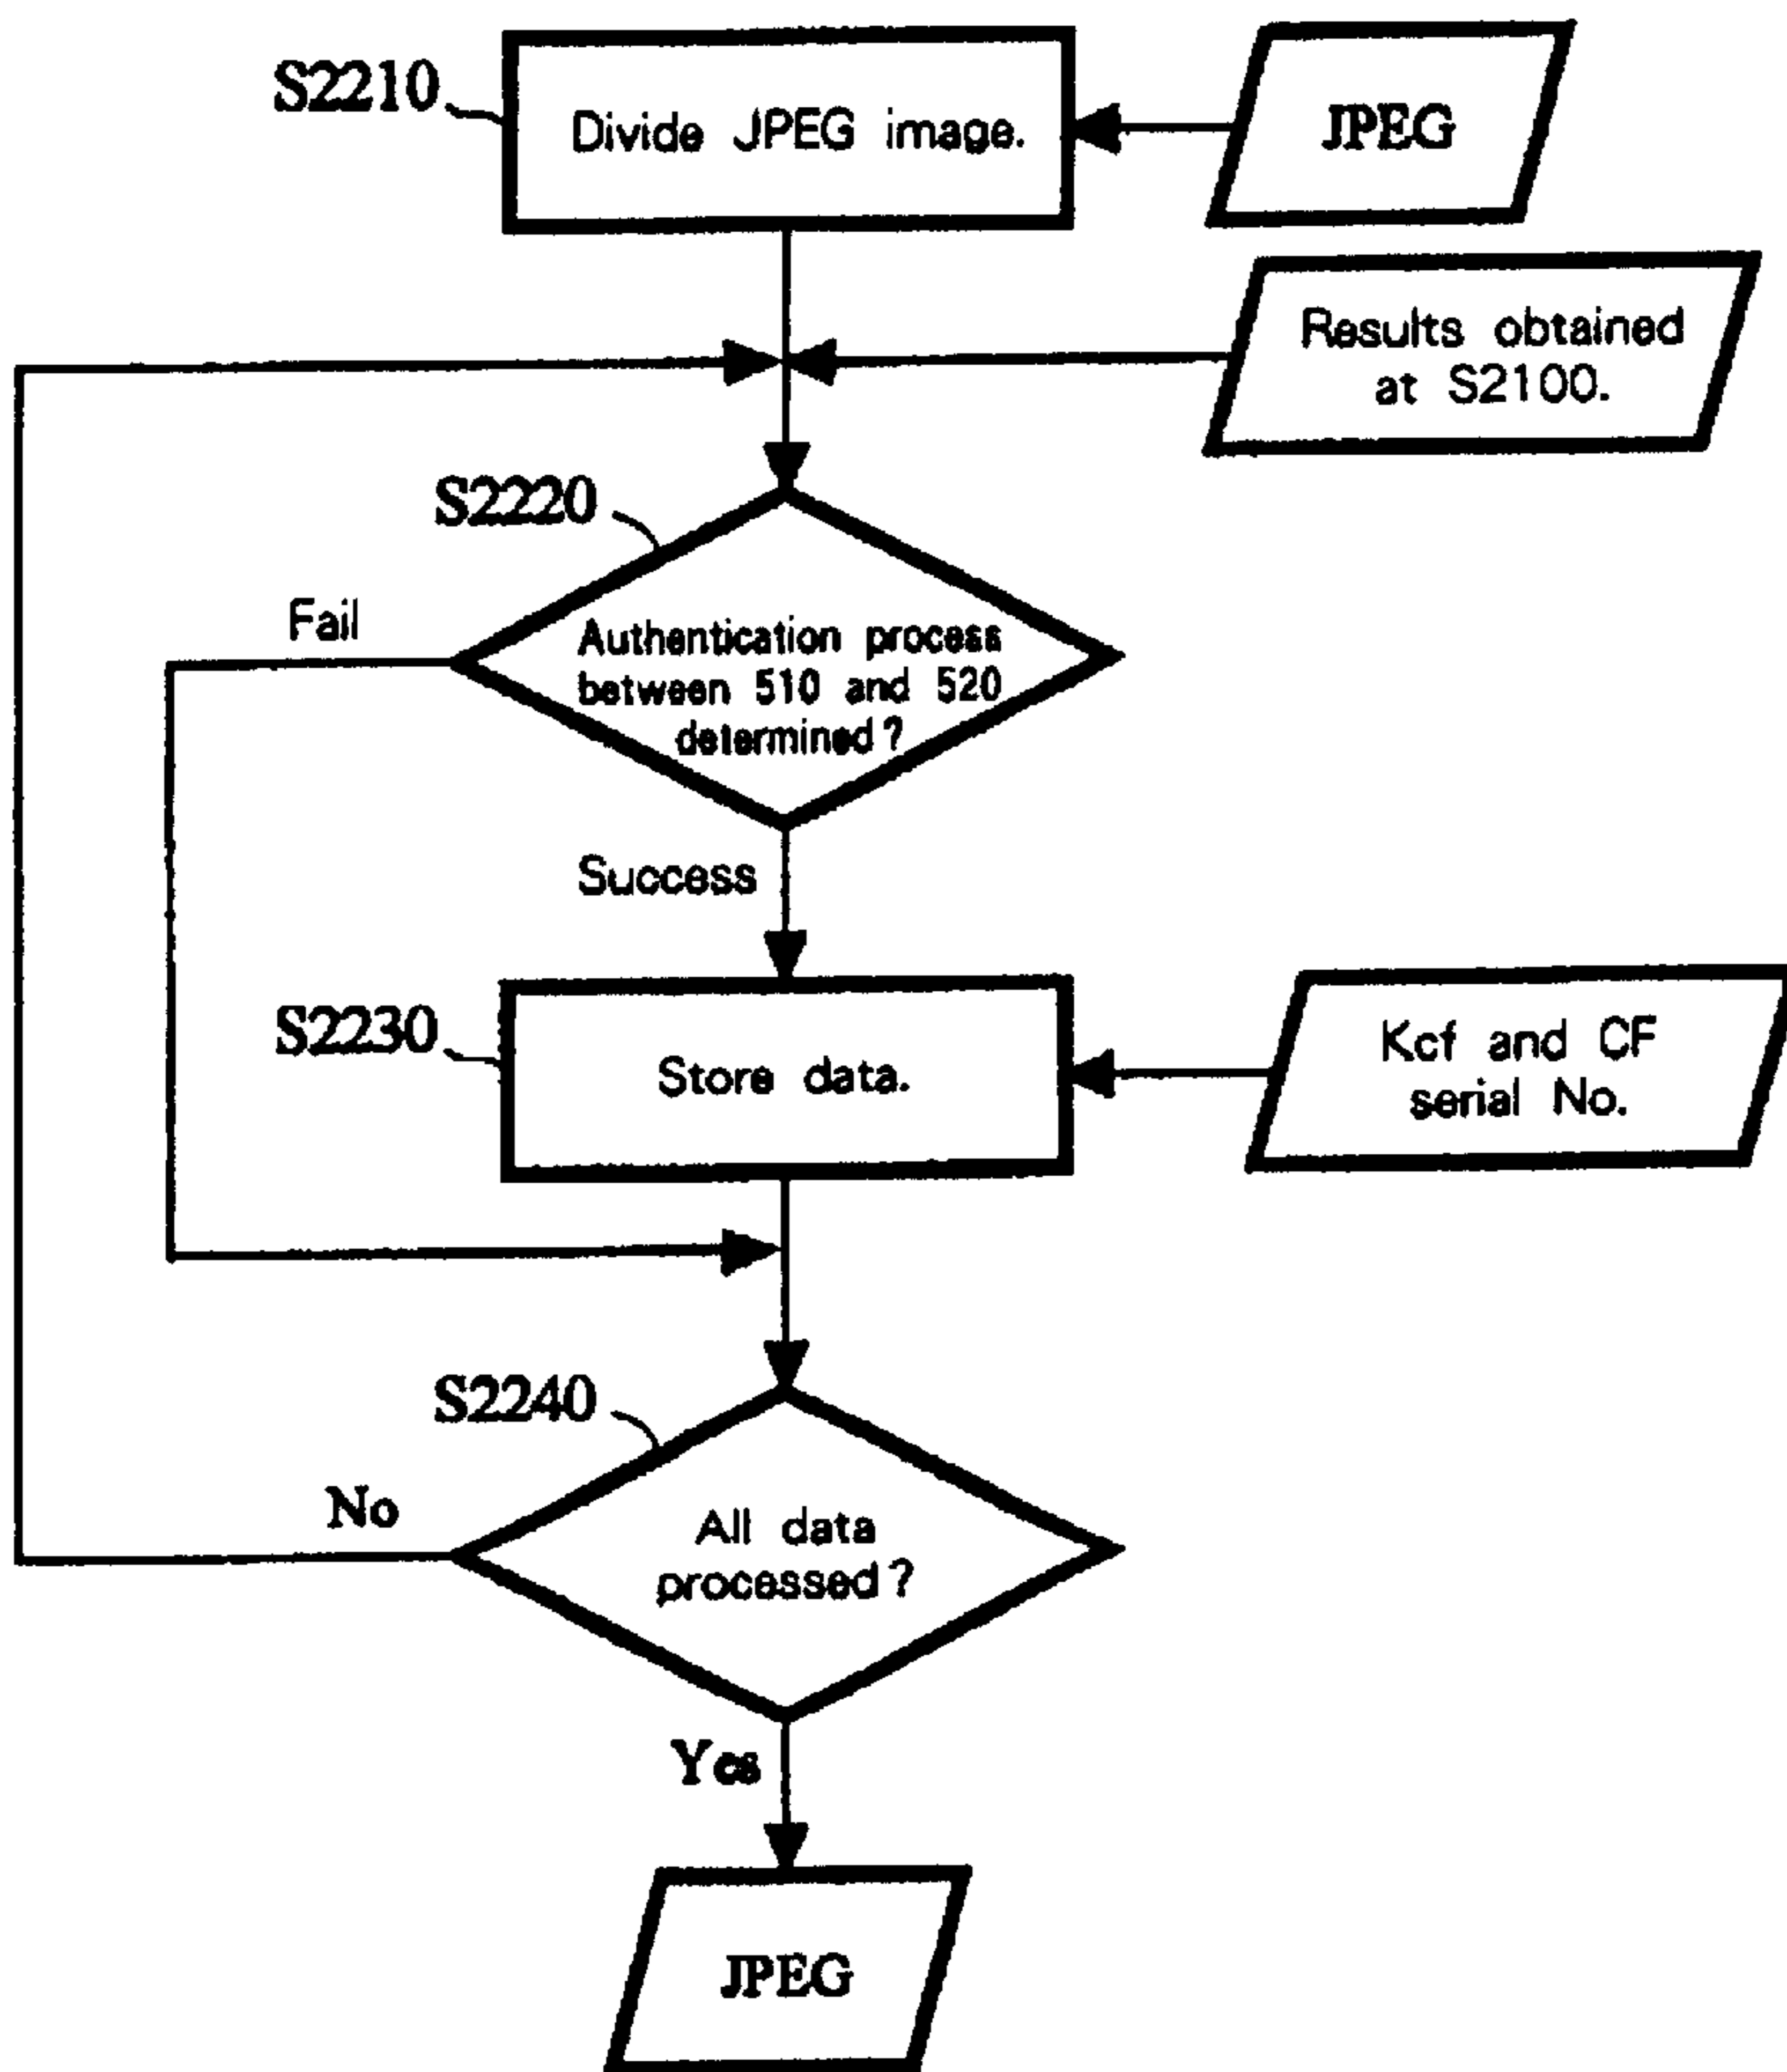 S2210
Divide JPEG image.
JPEG
Results obtained
at S2100.
S2220
Fail
Authentication process
between 510 and 520
determined?
Success
S2230
Store data.
Kcf and CF
serial No.
S2240
No
All data
processed?
Yes
JPEG